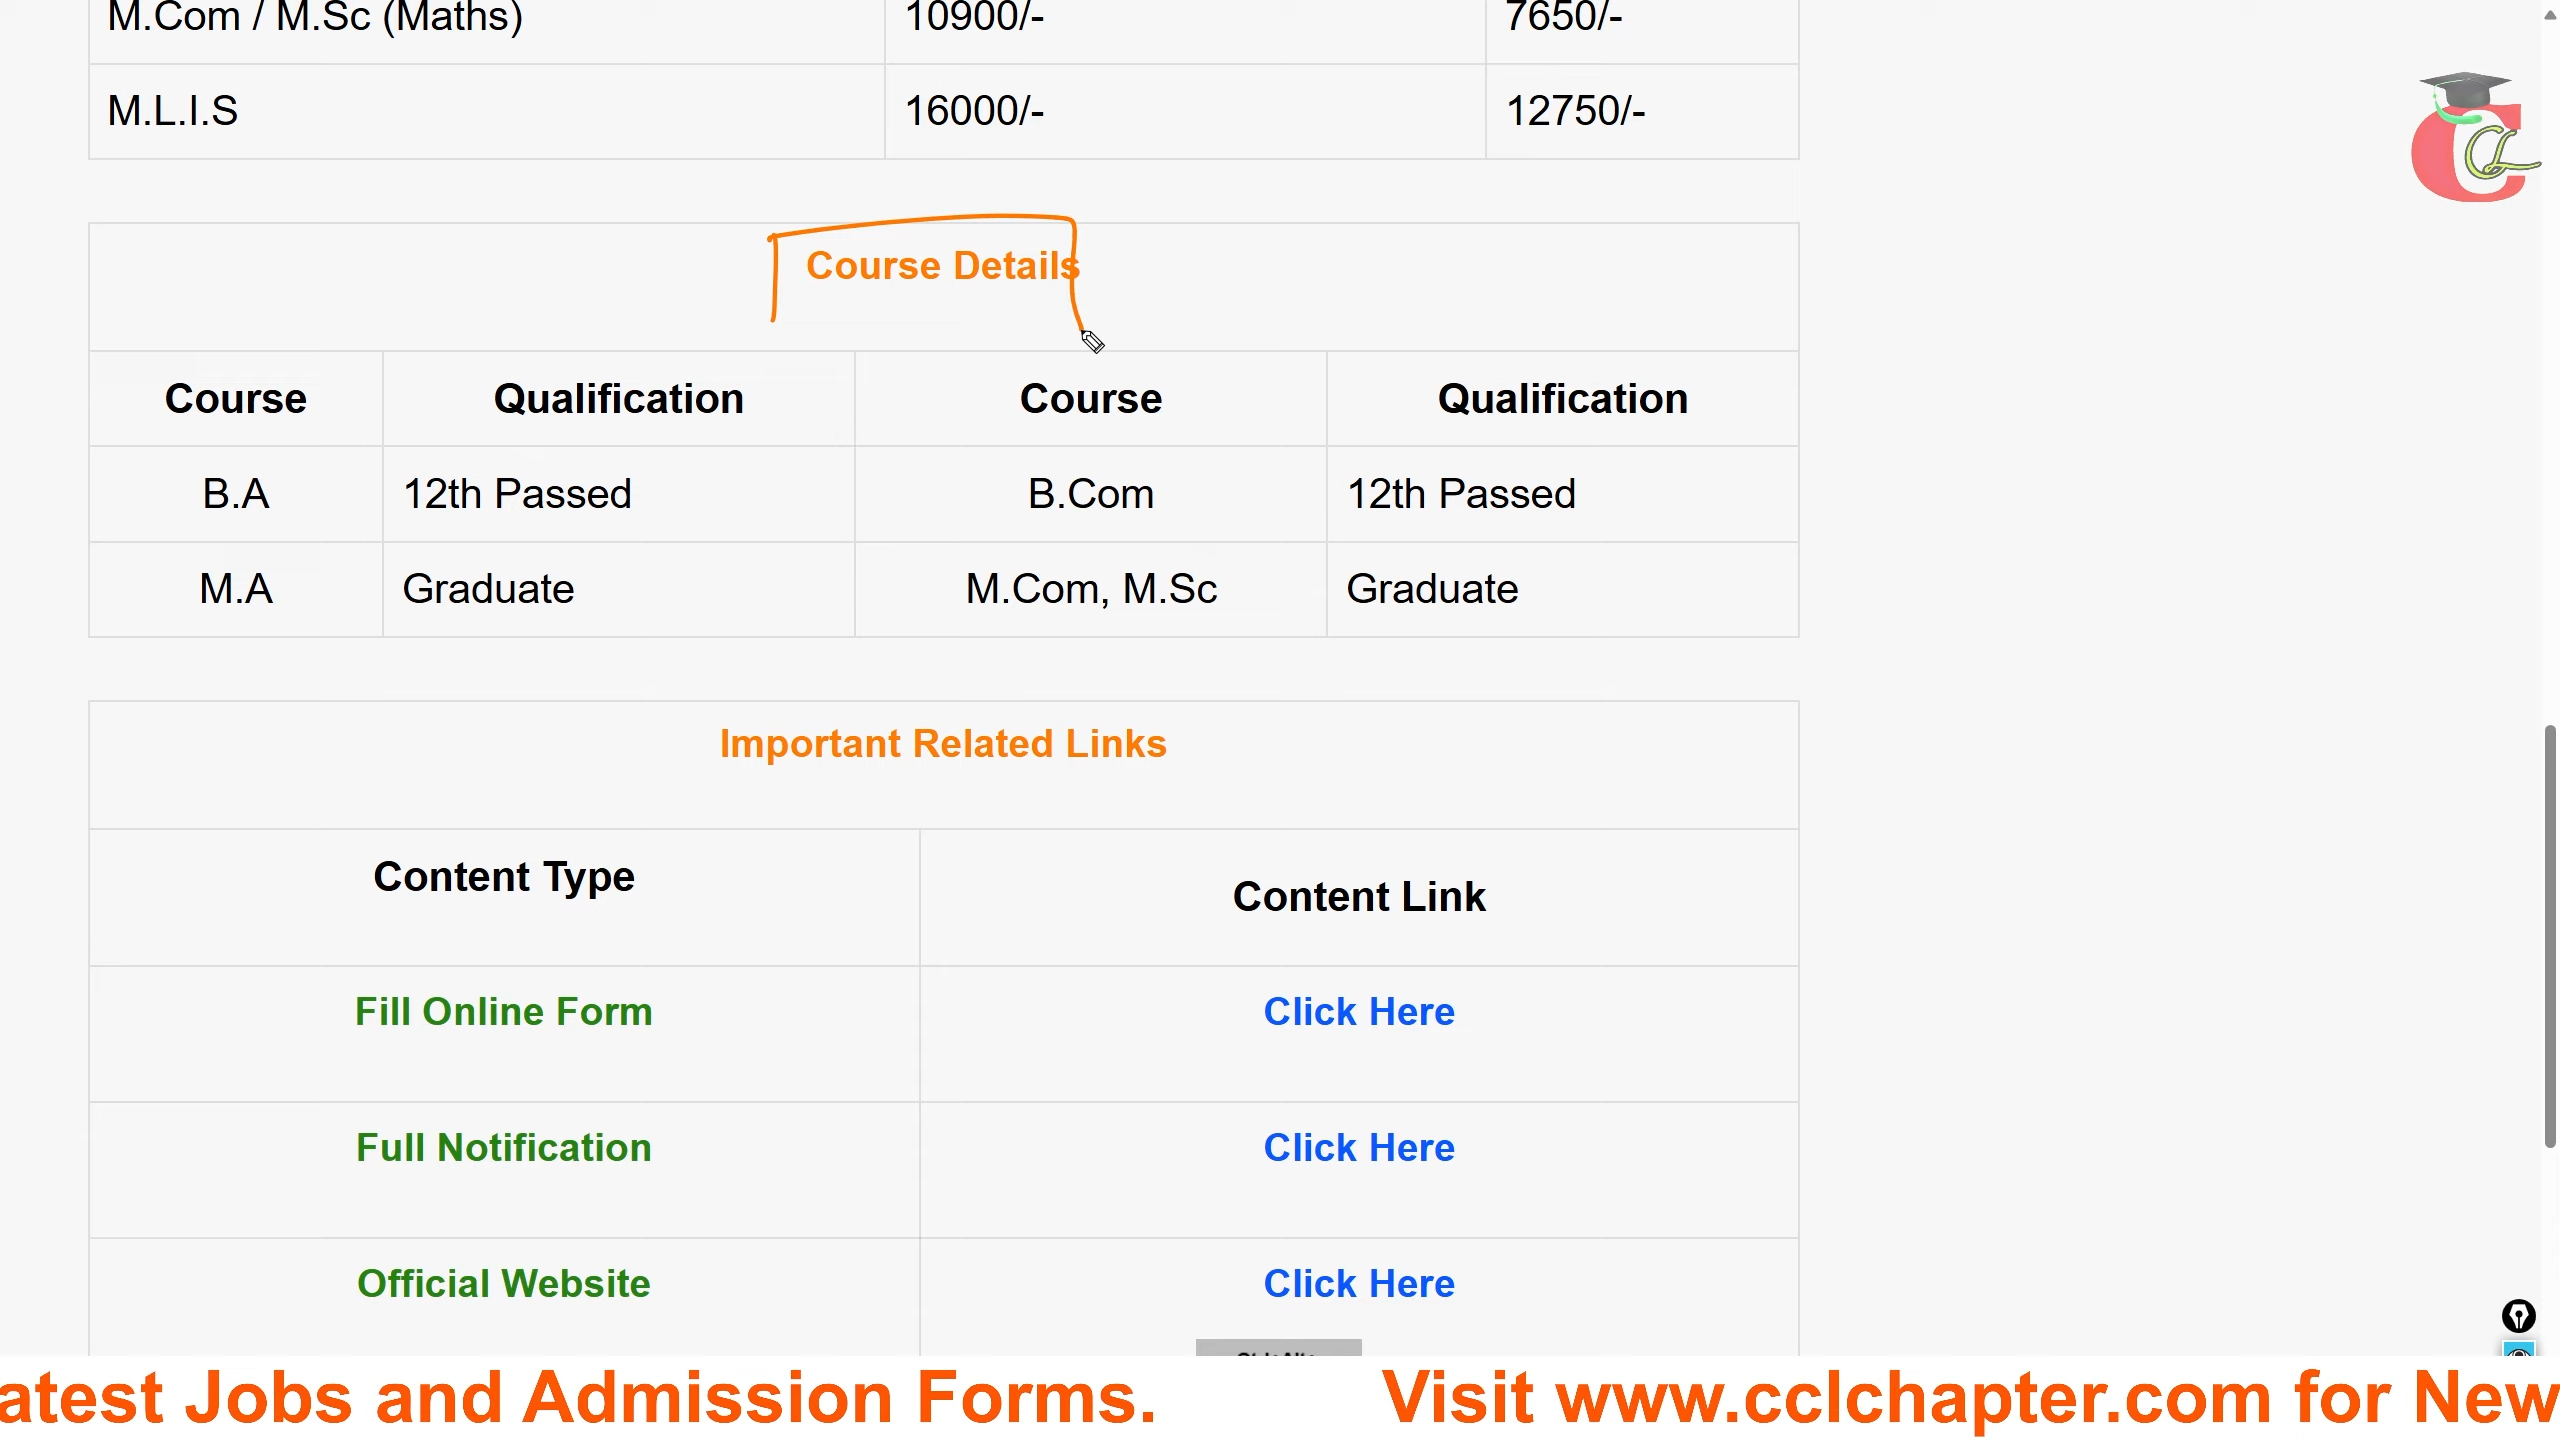 M.Com / M.Sc (Maths) 10900/- 7650/-
M.L.I.S 16000/- 12750/-
Course Details
Course Qualification Course Qualification
B.A 12th Passed B.Com 12th Passed
M.A Graduate M.Com, M.Sc Graduate
Important Related Links
Content Type Content Link
Fill Online Form Click Here
Full Notification Click Here
Official Website Click Here
atest Jobs and Admission Forms. Visit www.cclchapter.com for New